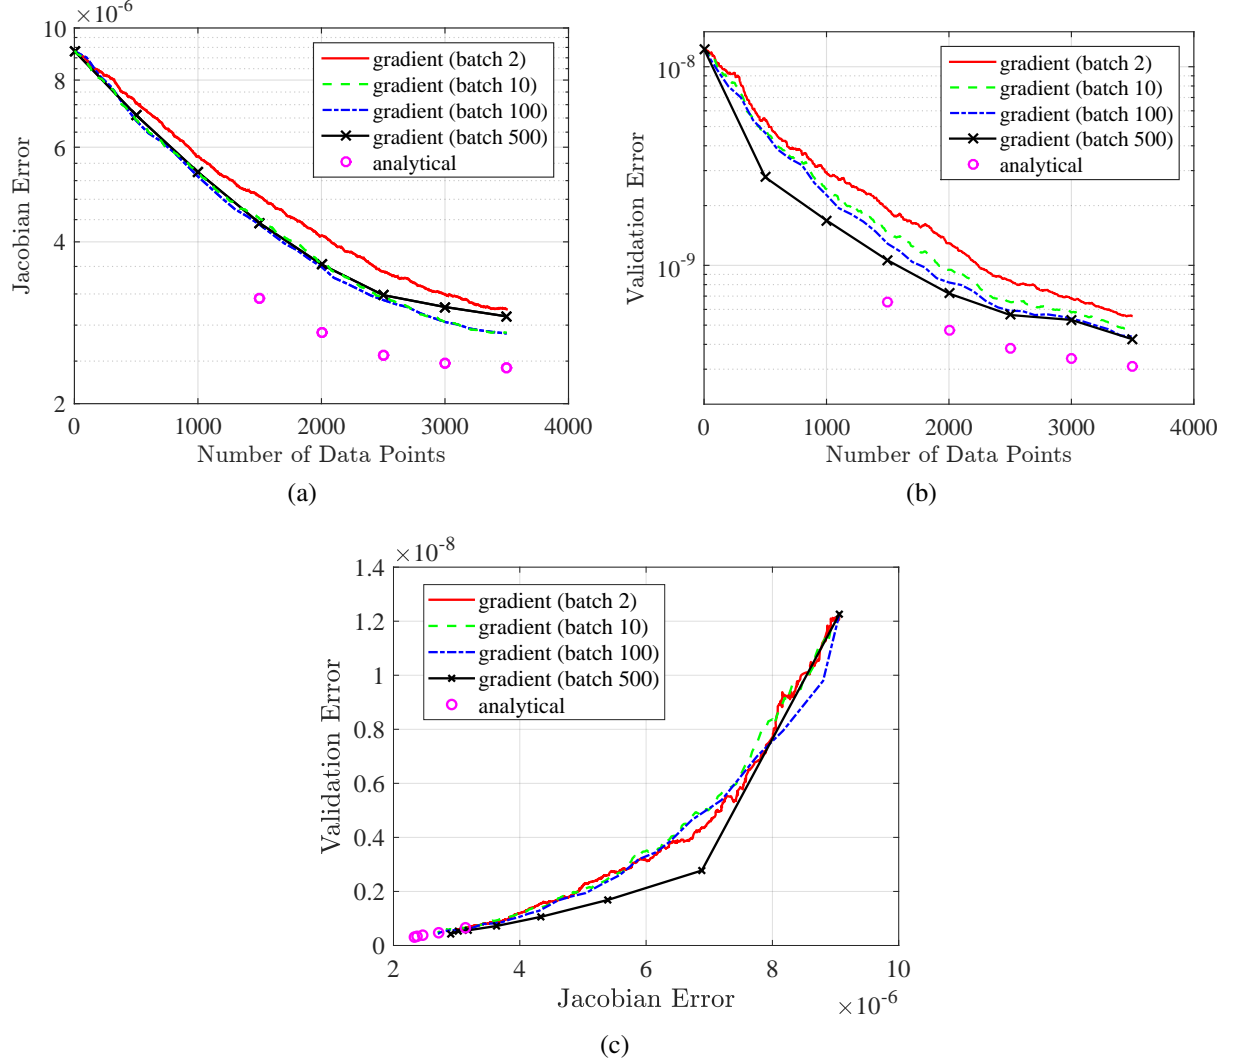 ×10⁻⁶
10
8
6
4
2
Jacobian Error
gradient (batch 2)
gradient (batch 10)
gradient (batch 100)
gradient (batch 500)
analytical
0 1000 2000 3000 4000
Number of Data Points
(a)
10⁻⁸
10⁻⁹
Validation Error
gradient (batch 2)
gradient (batch 10)
gradient (batch 100)
gradient (batch 500)
analytical
0 1000 2000 3000 4000
Number of Data Points
(b)
×10⁻⁸
1.4
1.2
1
0.8
0.6
0.4
0.2
0
Validation Error
gradient (batch 2)
gradient (batch 10)
gradient (batch 100)
gradient (batch 500)
analytical
2 4 6 8 10
Jacobian Error
×10⁻⁶
(c)